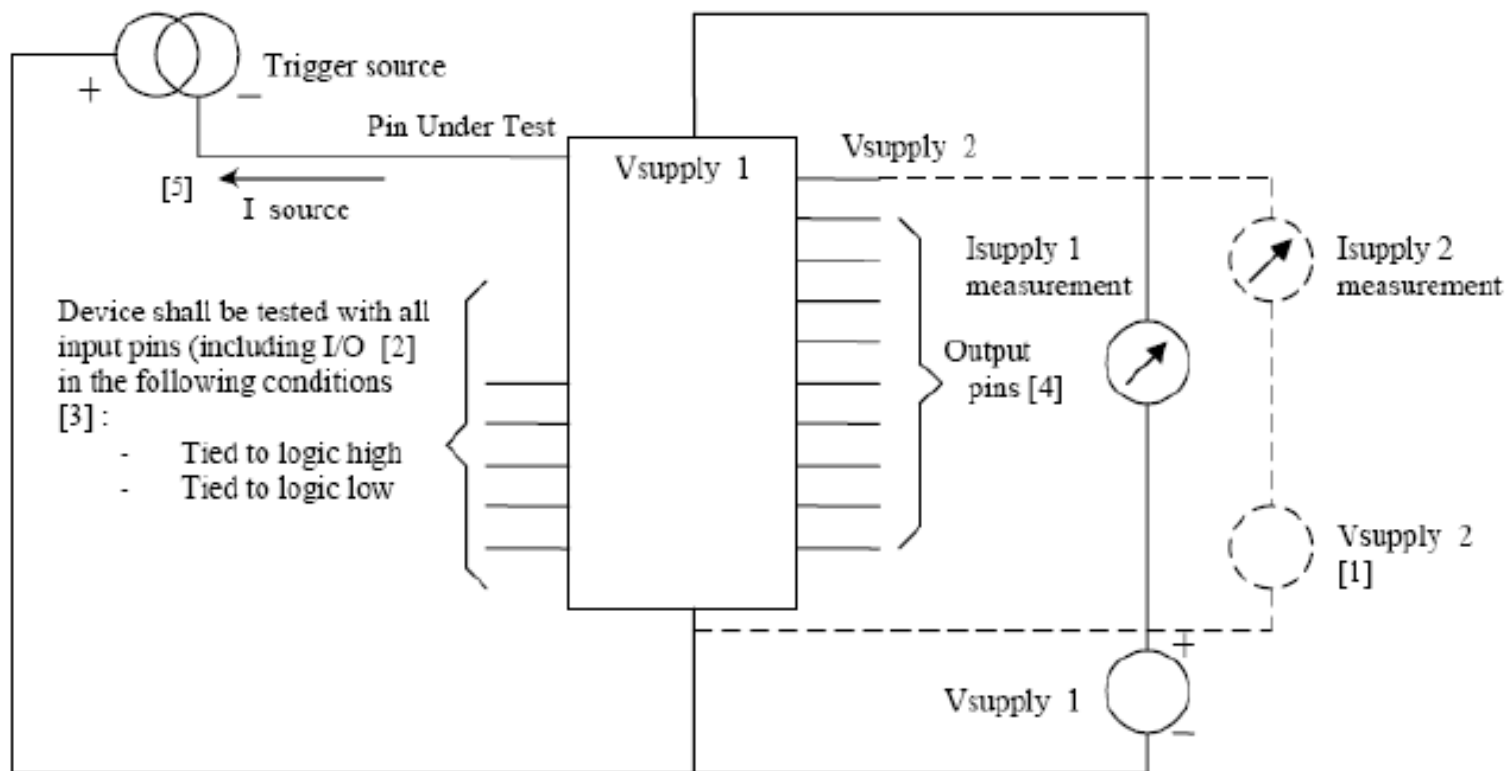 Trigger source
+
−
Pin Under Test
[5]
I source
Vsupply 1
Vsupply 2
Isupply 1
measurement
Isupply 2
measurement
Device shall be tested with all
input pins (including I/O [2]
in the following conditions
[3] :
- Tied to logic high
- Tied to logic low
Output
pins [4]
Vsupply 2
[1]
+
Vsupply 1
−